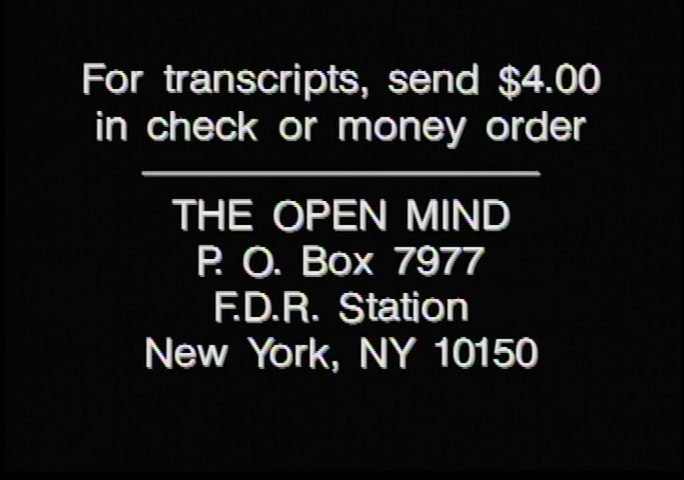 For transcripts, send $4.00
in check or money order
THE OPEN MIND
P. O. Box 7977
F.D.R. Station
New York, NY 10150